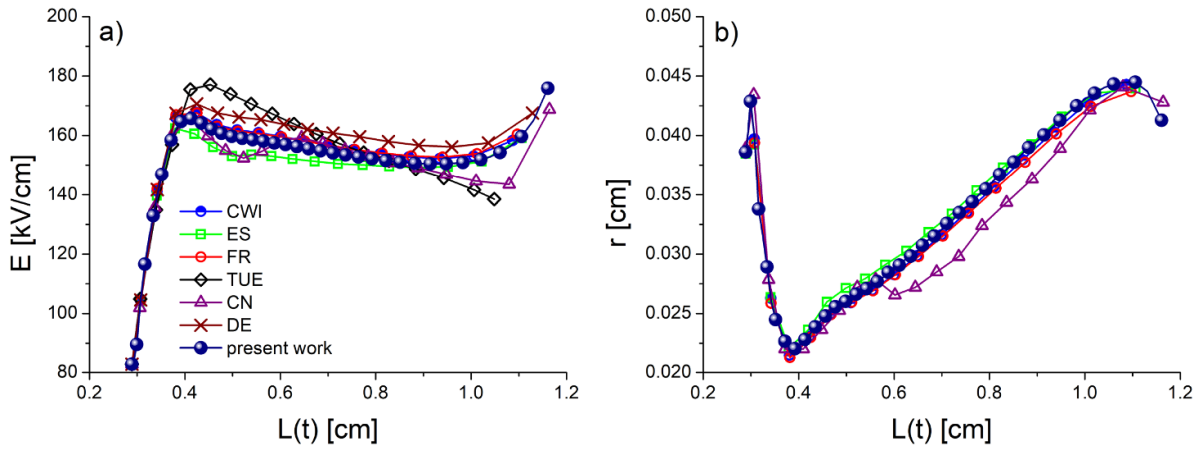 a)
E [kV/cm]
200
180
160
140
120
100
80
CWI
ES
FR
TUE
CN
DE
present work
0.2 0.4 0.6 0.8 1.0 1.2
L(t) [cm]
b)
r [cm]
0.050
0.045
0.040
0.035
0.030
0.025
0.020
0.2 0.4 0.6 0.8 1.0 1.2
L(t) [cm]